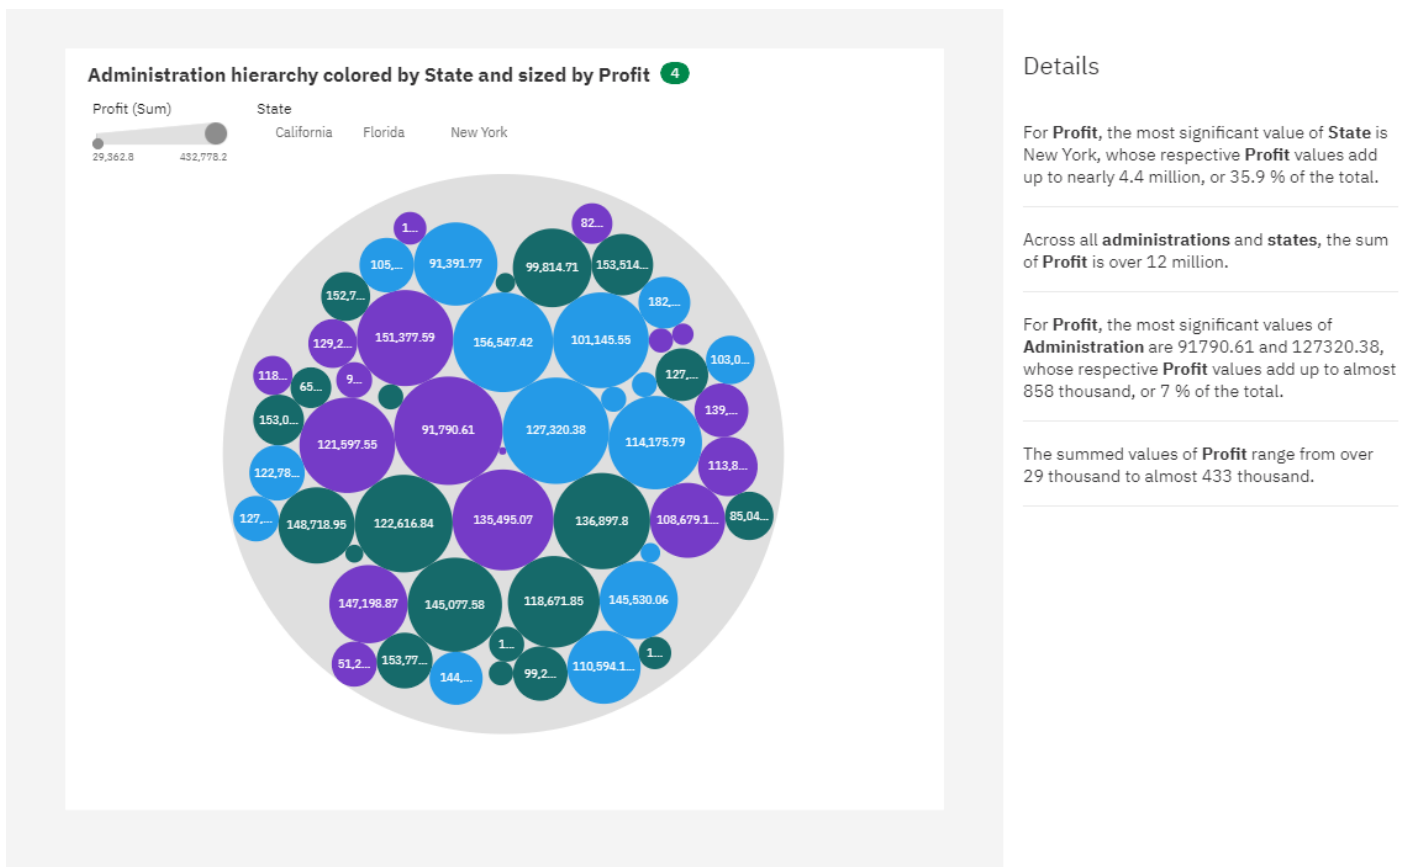 Administration hierarchy colored by State and sized by Profit 4
Profit (Sum)
29,362.8 432,778.2
State
California Florida New York
1...
82...
105,...
91,391.77
99,814.71
153,514...
152,7...
182,...
129,2...
151,377.59
156,547.42
101,145.55
103,0...
118...
65...
9...
127,...
153,0...
139,...
121,597.55
91,790.61
127,320.38
114,175.79
122,78...
113,8...
127,...
148,718.95
122,616.84
135,495.07
136,897.8
108,679.1...
85,04...
147,198.87
145,077.58
118,671.85
145,530.06
1...
1...
51,2...
153,77...
144,...
99,2...
110,594.1...
Details
For Profit, the most significant value of State is
New York, whose respective Profit values add
up to nearly 4.4 million, or 35.9 % of the total.
Across all administrations and states, the sum
of Profit is over 12 million.
For Profit, the most significant values of
Administration are 91790.61 and 127320.38,
whose respective Profit values add up to almost
858 thousand, or 7 % of the total.
The summed values of Profit range from over
29 thousand to almost 433 thousand.